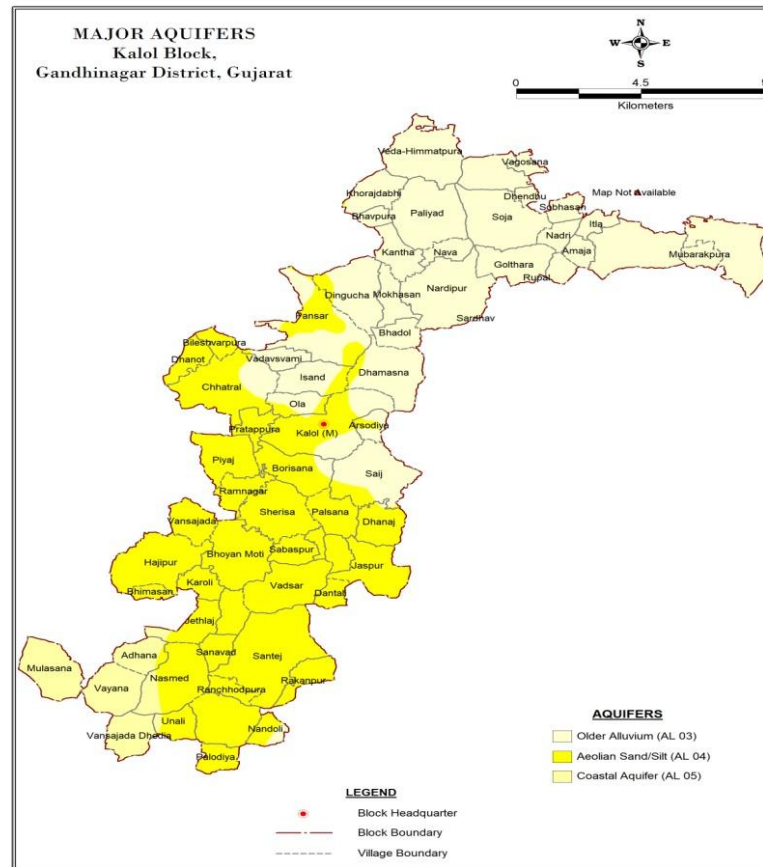 MAJOR AQUIFERS
Kalol Block,
Gandhinagar District, Gujarat
N
W E
S
0 4.5 9
Kilometers
Veda-Himmatpura
Vagosana
Khorajdabhi
Dhendhu
Map Not Available
Bhavpura
Paliyad
Soja
Sobhasan
Itla
Nadri
Kantha
Nava
Amaja
Mubarakpura
Golthara
Rupal
Dingucha
Mokhasan
Nardipur
Pansar
Sardhav
Bhadol
Bileshvarpura
Dhanot
Vadavsvami
Chhatral
Isand
Dhamasna
Ola
Pratappura
Kalol (M)
Arsodiya
Piyaj
Borisana
Saij
Ramnagar
Vansajada
Sherisa
Palsana
Dhanaj
Hajipur
Bhoyan Moti
Sabaspur
Jaspur
Bhimasan
Karoli
Vadsar
Dantali
Jethlaj
Adhana
Sanavad
Santej
Mulasana
Vayana
Nasmed
Ranchhodpura
Rakanpur
Vansajada Dhedia
Unali
Nandoli
Palodiya
AQUIFERS
Older Alluvium (AL 03)
Aeolian Sand/Silt (AL 04)
Coastal Aquifer (AL 05)
LEGEND
Block Headquarter
Block Boundary
Village Boundary